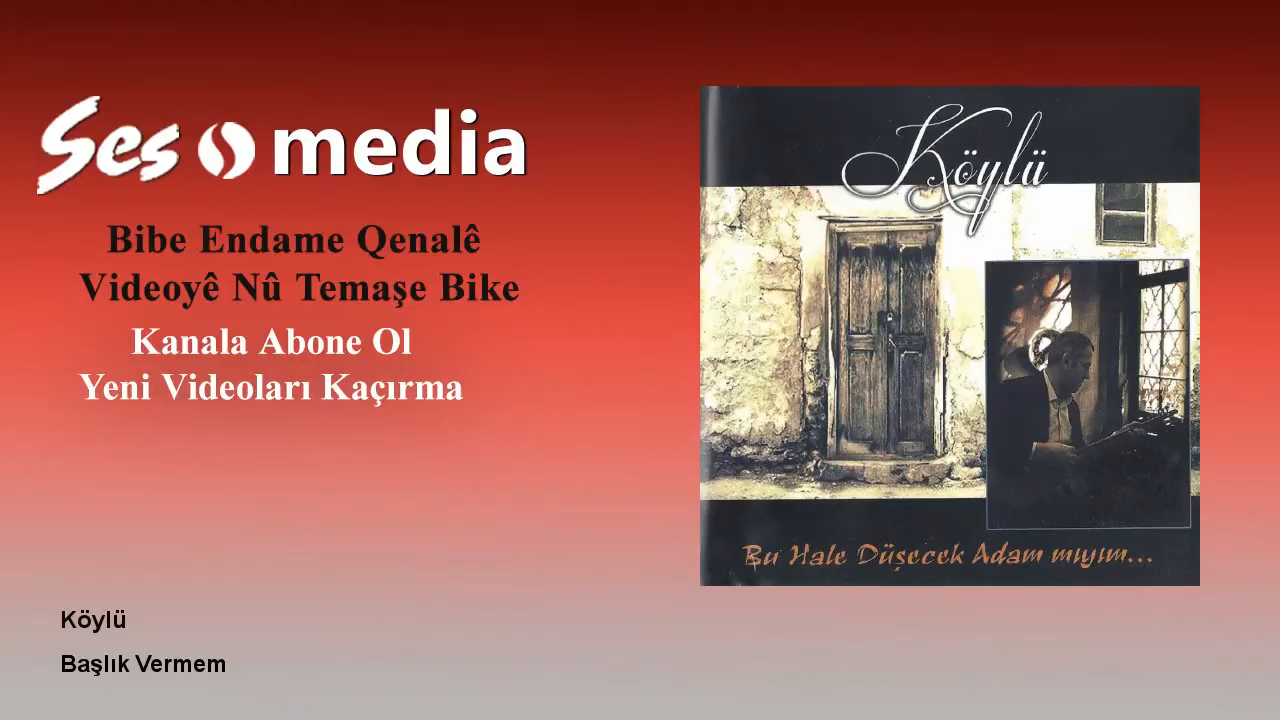 Ses media
Bibe Endame Qenalê
Videoyê Nû Temaşe Bike
Kanala Abone Ol
Yeni Videoları Kaçırma
Köylü
Bu Hale Düşecek Adam mıyım...
Köylü
Başlık Vermem